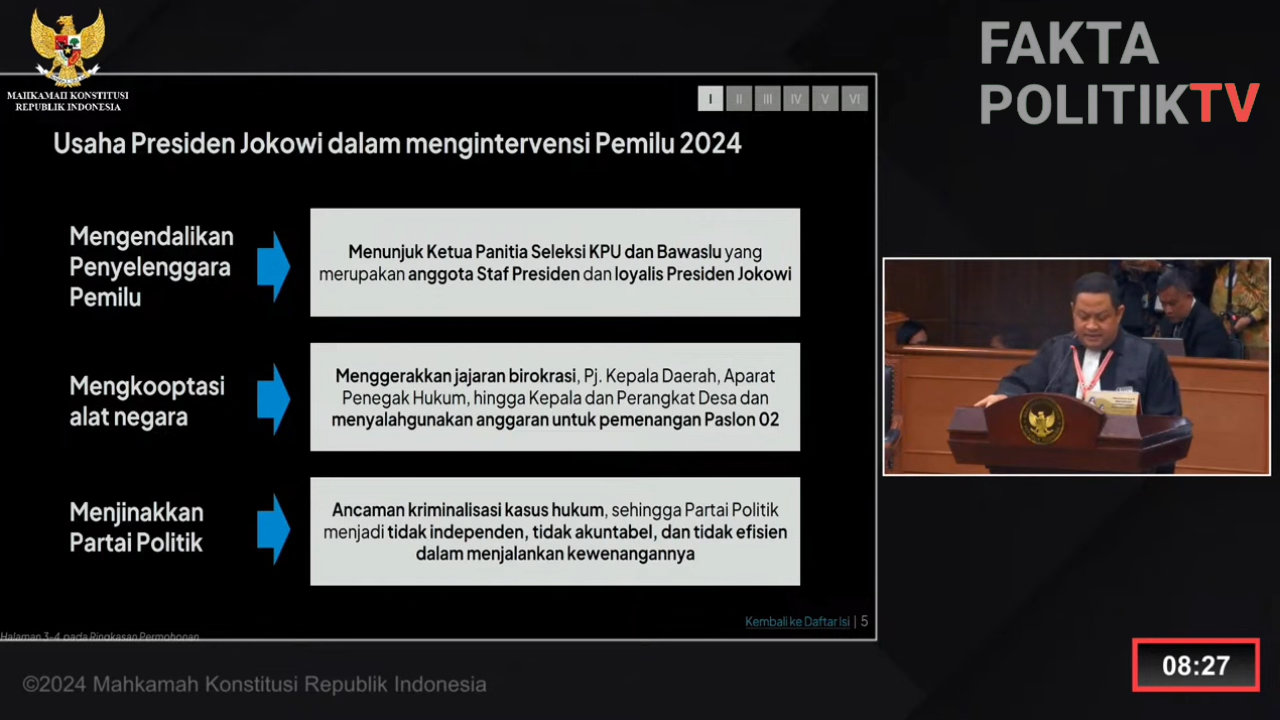 MAHKAMAH KONSTITUSI
REPUBLIK INDONESIA
FAKTA
POLITIKTV
I II III IV V VI
Usaha Presiden Jokowi dalam mengintervensi Pemilu 2024
Mengendalikan
Penyelenggara
Pemilu
Menunjuk Ketua Panitia Seleksi KPU dan Bawaslu yang
merupakan anggota Staf Presiden dan loyalis Presiden Jokowi
Mengkooptasi
alat negara
Menggerakkan jajaran birokrasi, Pj. Kepala Daerah, Aparat
Penegak Hukum, hingga Kepala dan Perangkat Desa dan
menyalahgunakan anggaran untuk pemenangan Paslon 02
Menjinakkan
Partai Politik
Ancaman kriminalisasi kasus hukum, sehingga Partai Politik
menjadi tidak independen, tidak akuntabel, dan tidak efisien
dalam menjalankan kewenangannya
Kembali ke Daftar Isi | 5
Halaman 3-4 pada Ringkasan Permohonan
08:27
©2024 Mahkamah Konstitusi Republik Indonesia